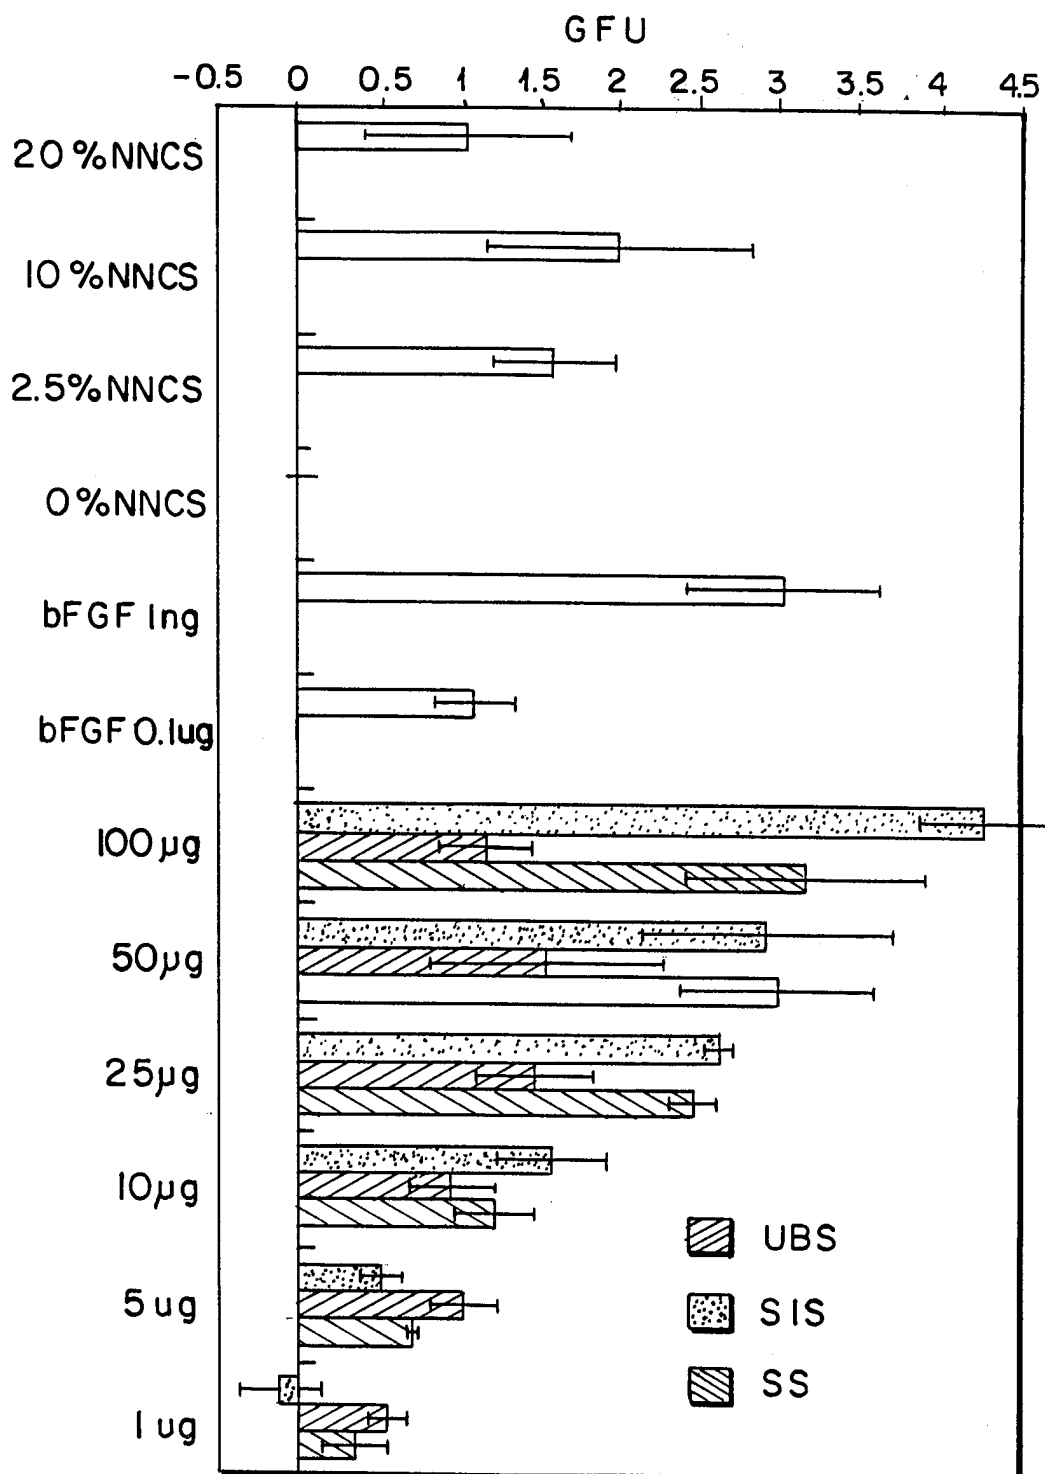 GFU
-0.5 0 0.5 1 1.5 2 2.5 3 3.5 4 4.5
20%NNCS
10%NNCS
2.5%NNCS
0%NNCS
bFGF 1ng
bFGF 0.1ug
100µg
50µg
25µg
10µg
5ug
1ug
UBS
SIS
SS